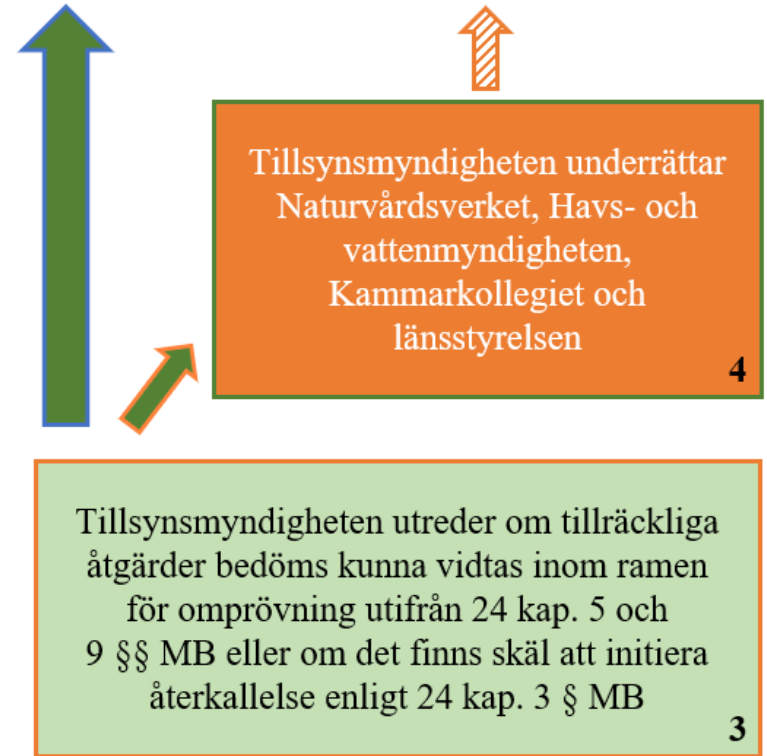 Tillsynsmyndigheten underrättar
Naturvårdsverket, Havs- och
vattenmyndigheten,
Kammarkollegiet och
länsstyrelsen
4
Tillsynsmyndigheten utreder om tillräckliga
åtgärder bedöms kunna vidtas inom ramen
för omprövning utifrån 24 kap. 5 och
9 §§ MB eller om det finns skäl att initiera
återkallelse enligt 24 kap. 3 § MB
3